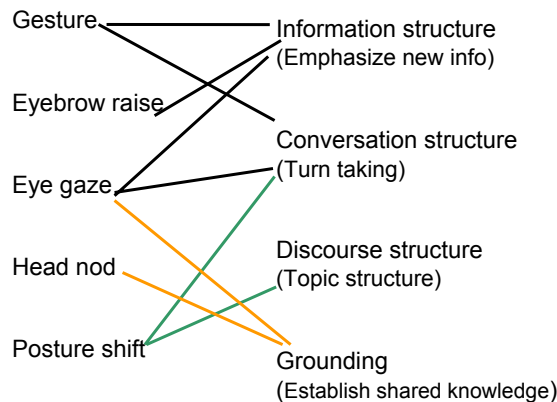 Gesture
Information structure
(Emphasize new info)
Eyebrow raise
Conversation structure
(Turn taking)
Eye gaze
Discourse structure
(Topic structure)
Head nod
Posture shift
Grounding
(Establish shared knowledge)